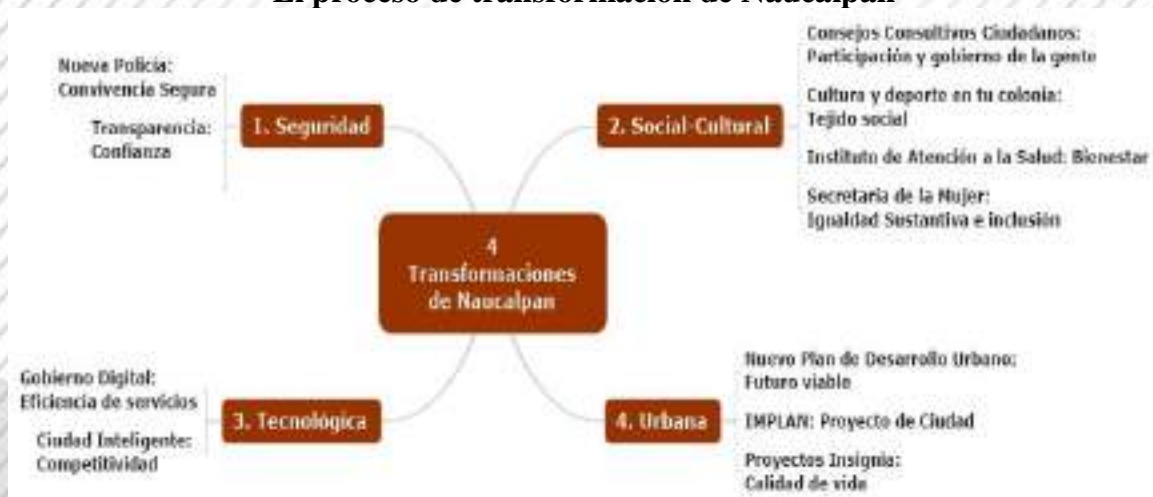 El proceso de transformación de Naucalpan
Nueva Policía:
Convivencia Segura
Transparencia:
Confianza
1. Seguridad
2. Social-Cultural
Consejos Consultivos Ciudadanos:
Participación y gobierno de la gente
Cultura y deporte en tu colonia:
Tejido social
Instituto de Atención a la Salud: Bienestar
Secretaría de la Mujer:
Igualdad Sustantiva e inclusión
4
Transformaciones
de Naucalpan
Gobierno Digital:
Eficiencia de servicios
Ciudad Inteligente:
Competitividad
3. Tecnológica
4. Urbana
Nuevo Plan de Desarrollo Urbano:
Futuro viable
IMPLAN: Proyecto de Ciudad
Proyectos Insignia:
Calidad de vida